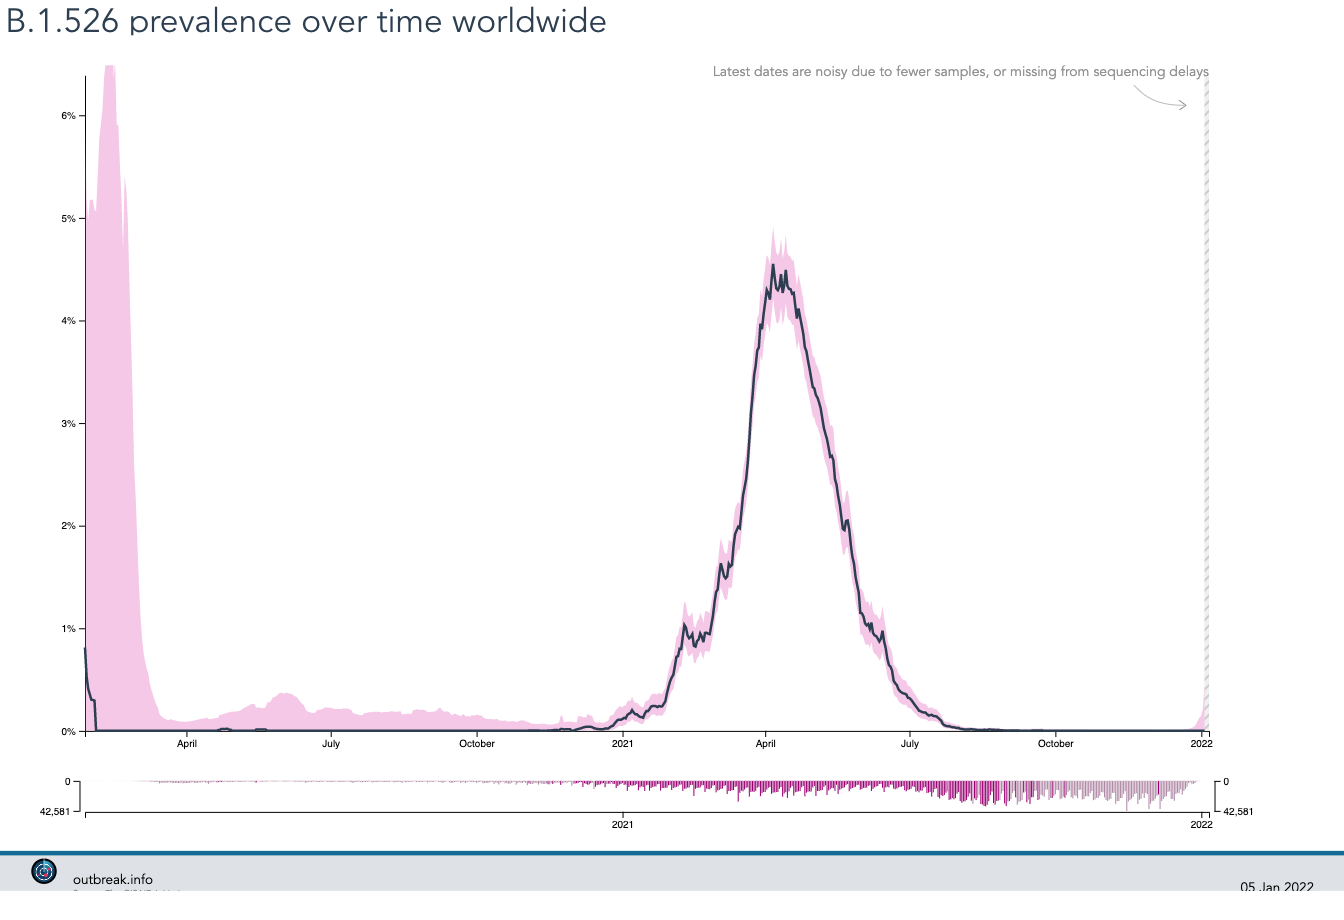 B.1.526 prevalence over time worldwide
Latest dates are noisy due to fewer samples, or missing from sequencing delays
6%
5%
4%
3%
2%
1%
0%
April
July
October
2021
April
July
October
2022
0
0
42,581
42,581
2021
2022
outbreak.info
05 Jan 2022